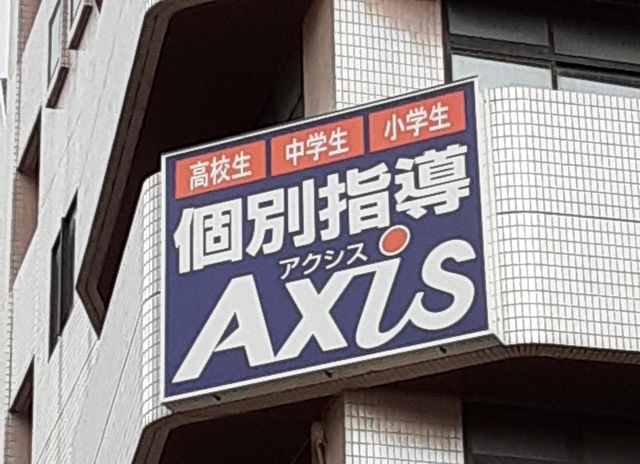 高校生 中学生 小学生
個別指導
アクシス
Axis